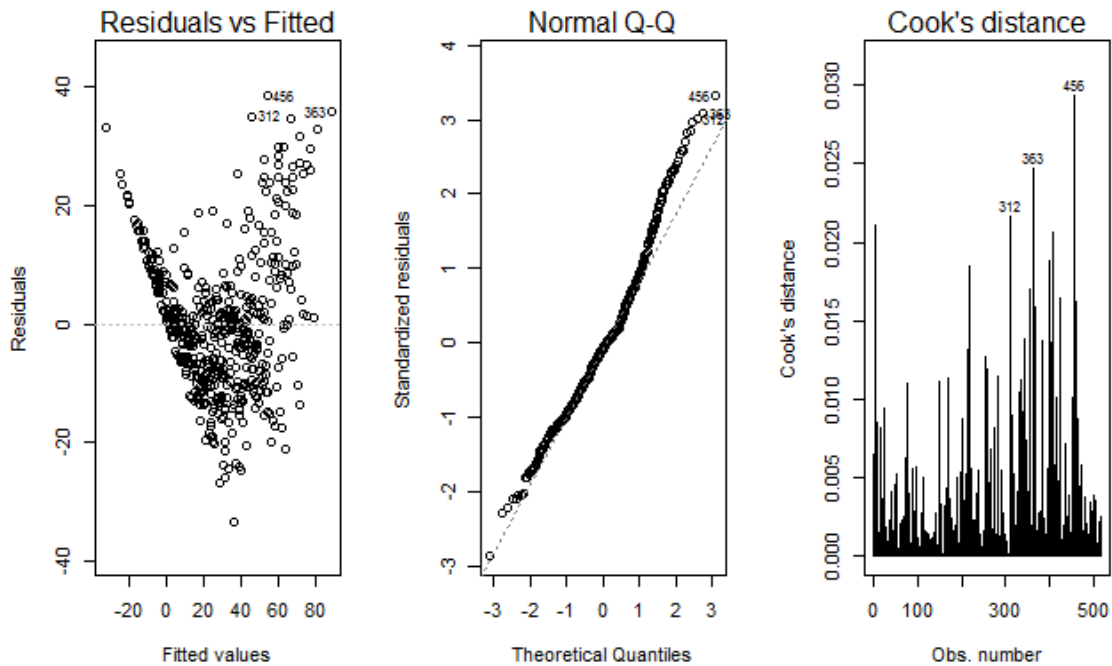 Residuals vs Fitted
40
20
0
-20
-40
Residuals
456
312
363
-20 0 20 40 60 80
Fitted values
Normal Q-Q
4
3
2
1
0
-1
-2
-3
Standardized residuals
456
363
312
-3 -2 -1 0 1 2 3
Theoretical Quantiles
Cook's distance
0.030
0.025
0.020
0.015
0.010
0.005
0.000
Cook's distance
456
363
312
0 100 300 500
Obs. number